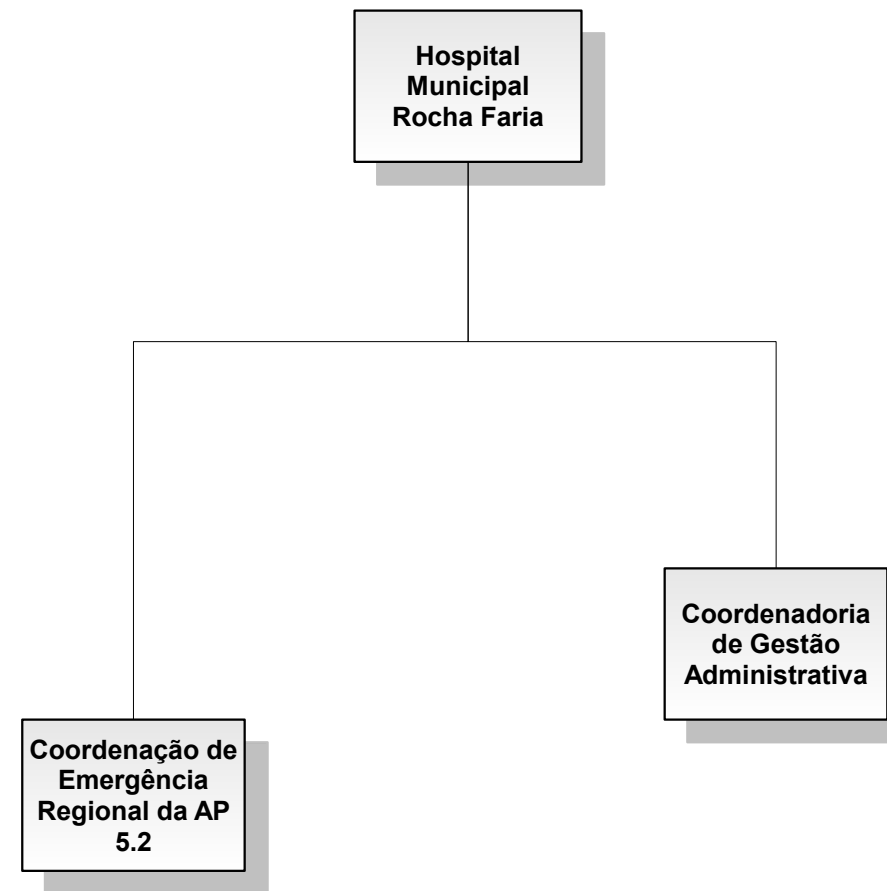 Hospital
Municipal
Rocha Faria
Coordenadoria
de Gestão
Administrativa
Coordenação de
Emergência
Regional da AP
5.2